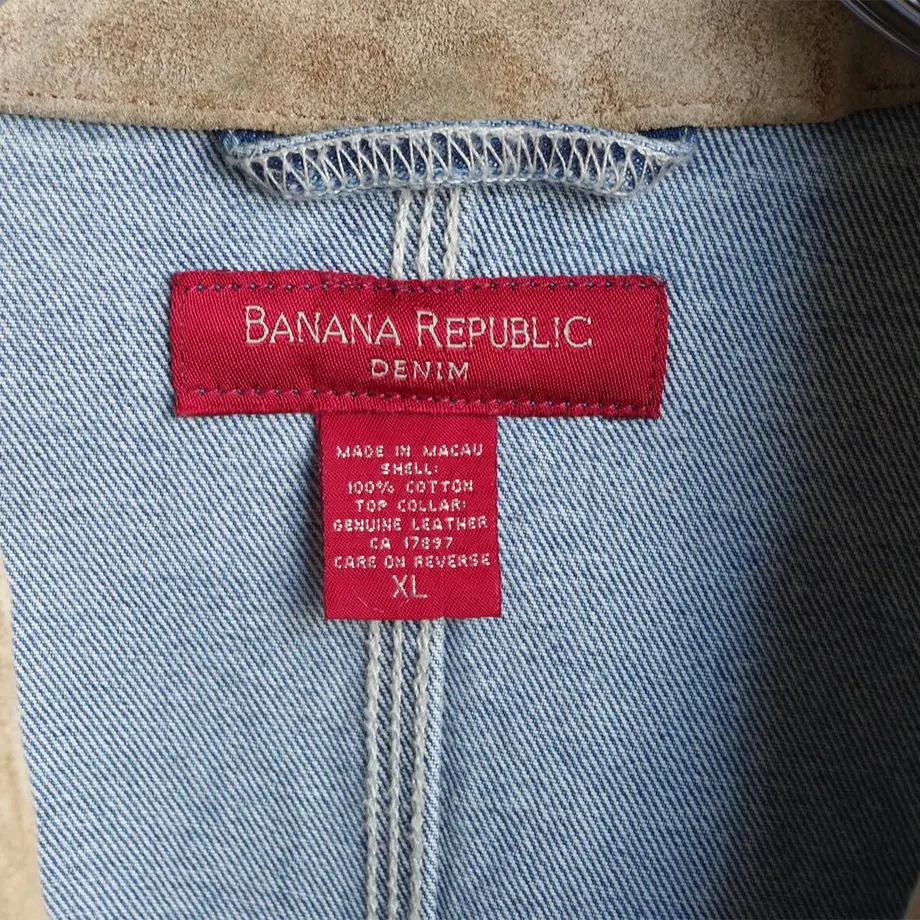 BANANA REPUBLIC
DENIM
MADE IN MACAU
SHELL:
100% COTTON
TOP COLLAR:
GENUINE LEATHER
CA 17897
CARE ON REVERSE
XL